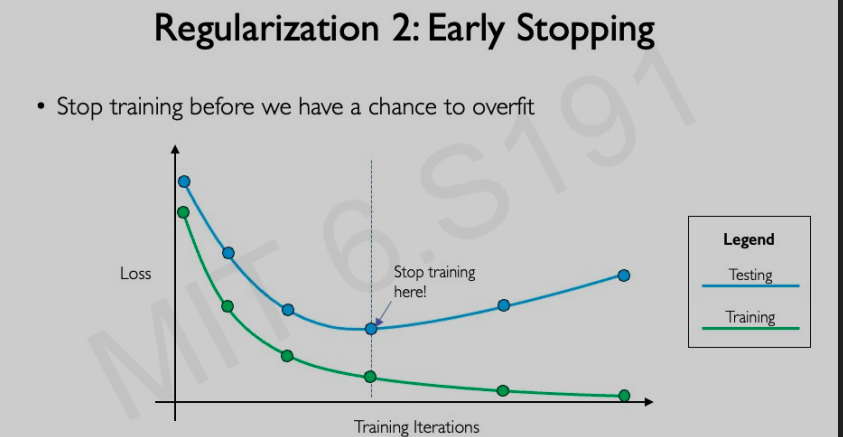 Regularization 2: Early Stopping
• Stop training before we have a chance to overfit
MIT 6.S191
Loss
Stop training
here!
Legend
Testing
Training
Training Iterations